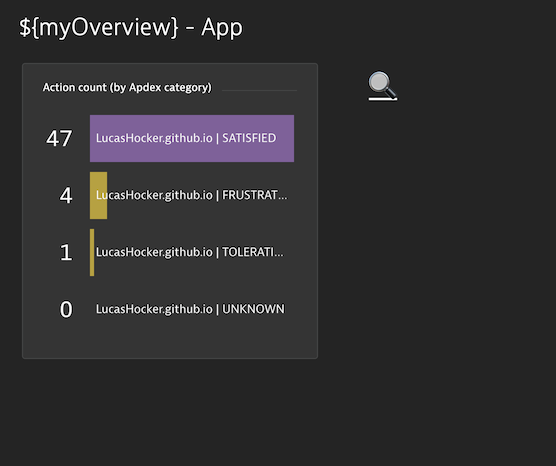 ${myOverview} - App
Action count (by Apdex category)
47 LucasHocker.github.io | SATISFIED
4 LucasHocker.github.io | FRUSTRAT...
1 LucasHocker.github.io | TOLERATI...
0 LucasHocker.github.io | UNKNOWN